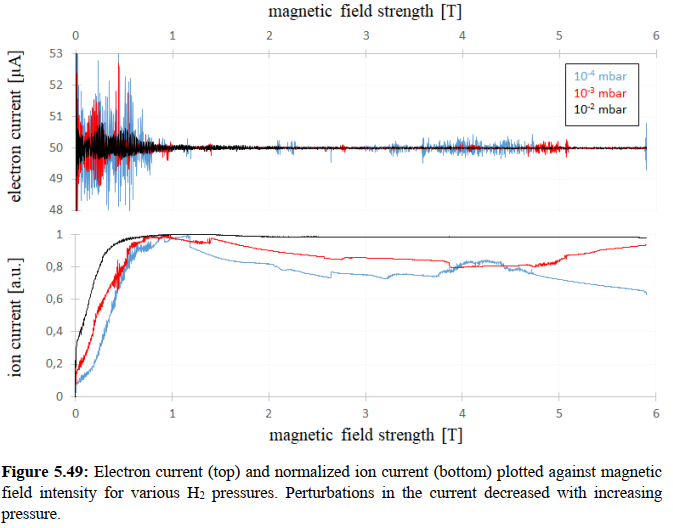 magnetic field strength [T]
0 1 2 3 4 5 6
electron current [µA]
53
52
51
50
49
48
10-4 mbar
10-3 mbar
10-2 mbar
ion current [a.u.]
1
0,8
0,6
0,4
0,2
0
0 1 2 3 4 5 6
magnetic field strength [T]
Figure 5.49: Electron current (top) and normalized ion current (bottom) plotted against magnetic
field intensity for various H2 pressures. Perturbations in the current decreased with increasing
pressure.